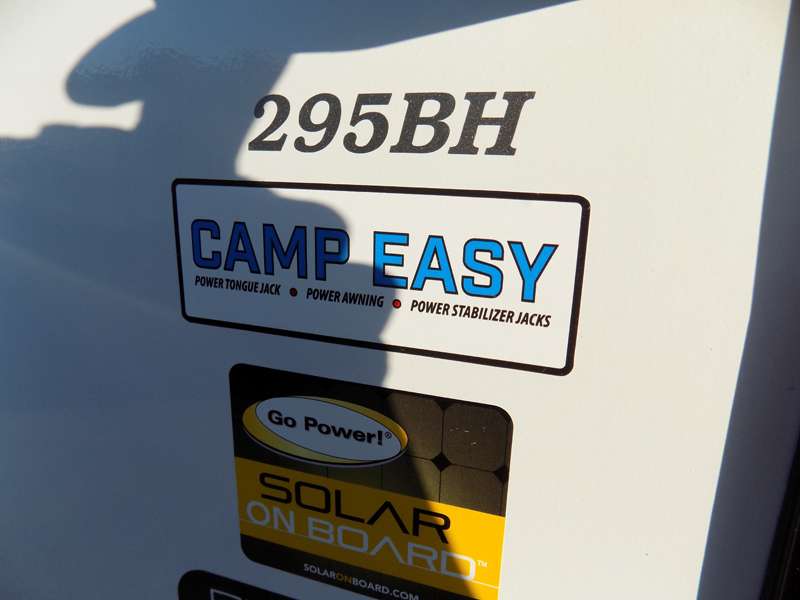 295BH
CAMP EASY
POWER TONGUE JACK • POWER AWNING • POWER STABILIZER JACKS
Go Power!®
SOLAR
ON BOARD™
SOLARONBOARD.COM